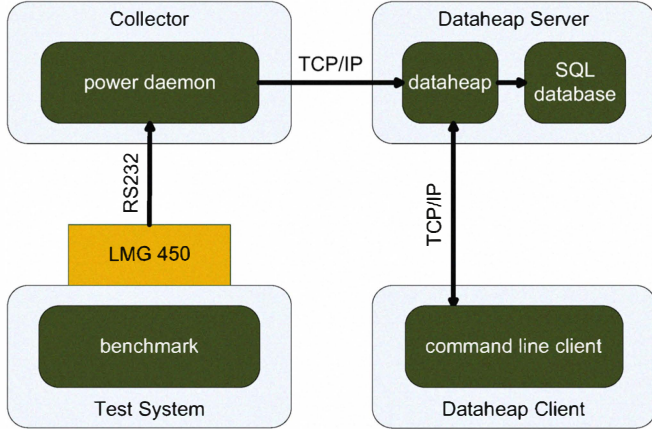 Collector
power daemon
TCP/IP
Dataheap Server
dataheap
SQL
database
RS232
TCP/IP
LMG 450
benchmark
Test System
command line client
Dataheap Client